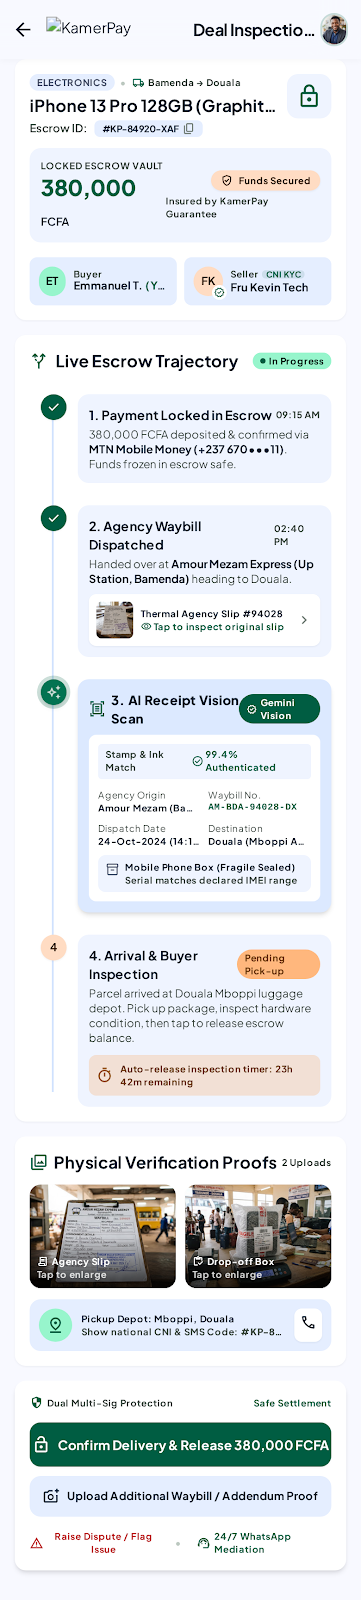 KamerPay
Deal Inspectio...
ELECTRONICS
Bamenda → Douala
iPhone 13 Pro 128GB (Graphit...
Escrow ID:
#KP-84920-XAF
LOCKED ESCROW VAULT
380,000
FCFA
Funds Secured
Insured by KamerPay
Guarantee
ET
Buyer
Emmanuel T. (Y...
FK
Seller CNI KYC
Fru Kevin Tech
Live Escrow Trajectory
In Progress
1. Payment Locked in Escrow 09:15 AM
380,000 FCFA deposited & confirmed via
MTN Mobile Money (+237 670•••11).
Funds frozen in escrow safe.
2. Agency Waybill
Dispatched
02:40
PM
Handed over at Amour Mezam Express (Up
Station, Bamenda) heading to Douala.
Thermal Agency Slip #94028
Tap to inspect original slip
3. AI Receipt Vision
Scan
Gemini
Vision
Stamp & Ink
Match
99.4%
Authenticated
Agency Origin
Amour Mezam (Ba...
Waybill No.
AM-BDA-94028-DX
Dispatch Date
24-Oct-2024 (14:1...
Destination
Douala (Mboppi A...
Mobile Phone Box (Fragile Sealed)
Serial matches declared IMEI range
4
4. Arrival & Buyer
Inspection
Pending
Pick-up
Parcel arrived at Douala Mboppi luggage
depot. Pick up package, inspect hardware
condition, then tap to release escrow
balance.
Auto-release inspection timer: 23h
42m remaining
Physical Verification Proofs
2 Uploads
Agency Slip
Tap to enlarge
Drop-off Box
Tap to enlarge
Pickup Depot: Mboppi, Douala
Show national CNI & SMS Code: #KP-8...
Dual Multi-Sig Protection
Safe Settlement
Confirm Delivery & Release 380,000 FCFA
Upload Additional Waybill / Addendum Proof
Raise Dispute / Flag
Issue
24/7 WhatsApp
Mediation